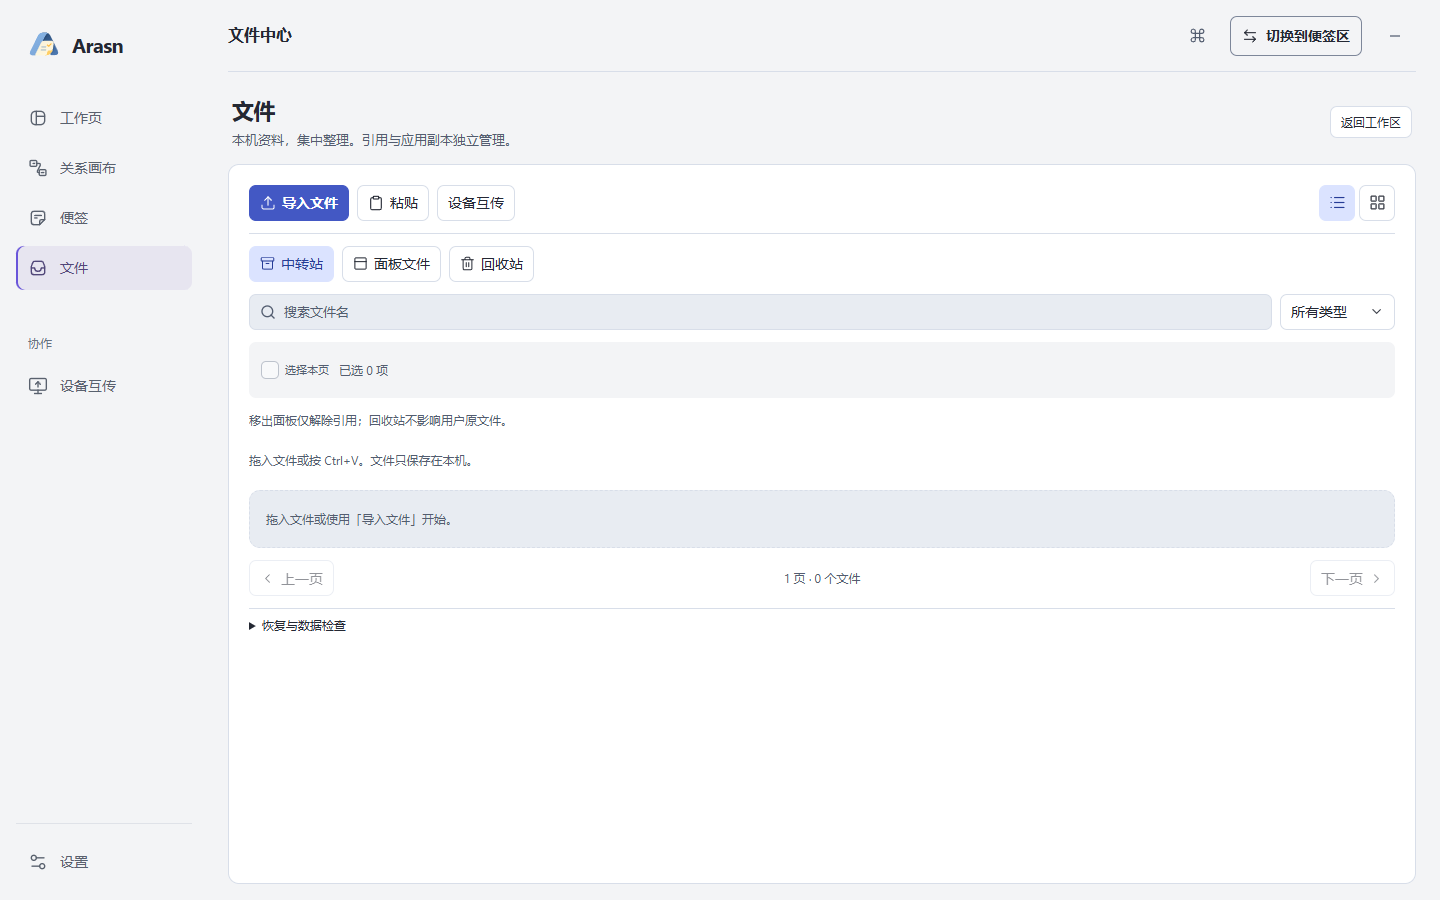 Arasn
文件中心
切换到便签区
工作页
关系画布
便签
文件
协作
设备互传
设置
文件
本机资料，集中整理。引用与应用副本独立管理。
返回工作区
导入文件
粘贴
设备互传
中转站
面板文件
回收站
搜索文件名
所有类型
选择本页 已选 0 项
移出面板仅解除引用；回收站不影响用户原文件。
拖入文件或按 Ctrl+V。文件只保存在本机。
拖入文件或使用「导入文件」开始。
上一页
1 页 · 0 个文件
下一页
恢复与数据检查